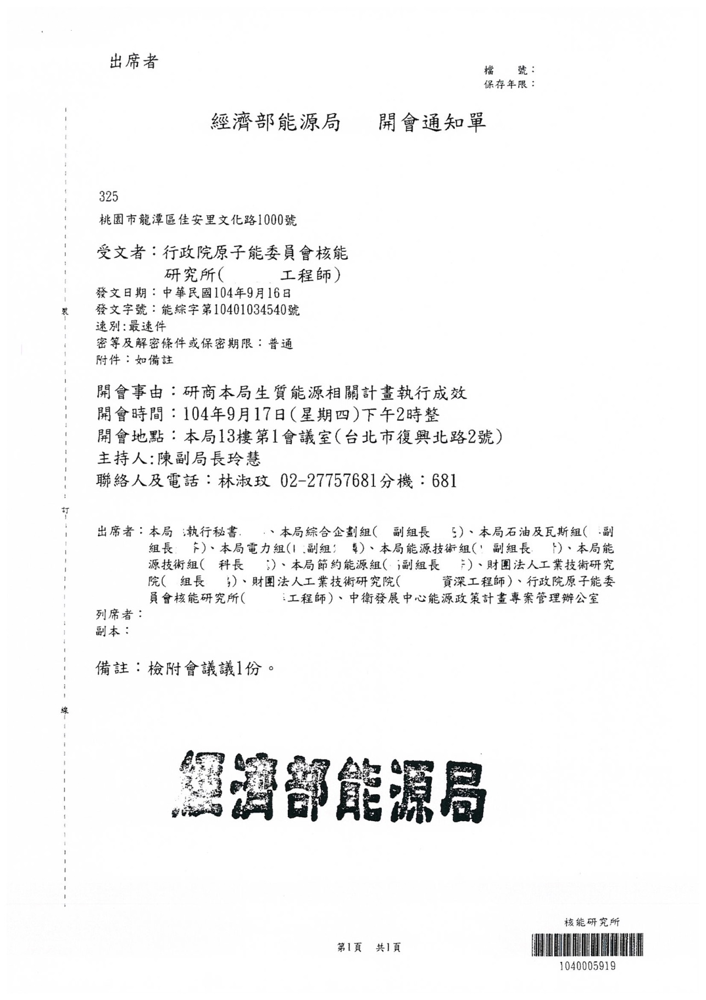 出席者
檔　　號：
保存年限：
經濟部能源局　　開會通知單
325
桃園市龍潭區佳安里文化路1000號
受文者：行政院原子能委員會核能
研究所(　　　工程師)
發文日期：中華民國104年9月16日
發文字號：能綜字第10401034540號
速別:最速件
密等及解密條件或保密期限：普通
附件：如備註
開會事由：研商本局生質能源相關計畫執行成效
開會時間：104年9月17日(星期四)下午2時整
開會地點：本局13樓第1會議室(台北市復興北路2號)
主持人:陳副局長玲慧
聯絡人及電話：林淑玟 02-27757681分機：681
出席者：本局　執行秘書　　、本局綜合企劃組(　副組長　)、本局石油及瓦斯組(　副
組長　)、本局電力組(　副組　)、本局能源技術組(　副組長　)、本局能
源技術組(　科長　)、本局節約能源組(　副組長　)、財團法人工業技術研究
院(　組長　)、財團法人工業技術研究院(　　　資深工程師)、行政院原子能委
員會核能研究所(　　　工程師)、中衛發展中心能源政策計畫專案管理辦公室
列席者：
副本：
備註：檢附會議議1份。
裝
訂
線
經濟部能源局
核能研究所
1040005919
第1頁　共1頁